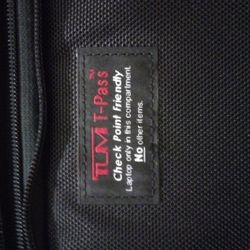 TUMI T-Pass™
Check Point friendly
Laptop only in this compartment.
No other items.